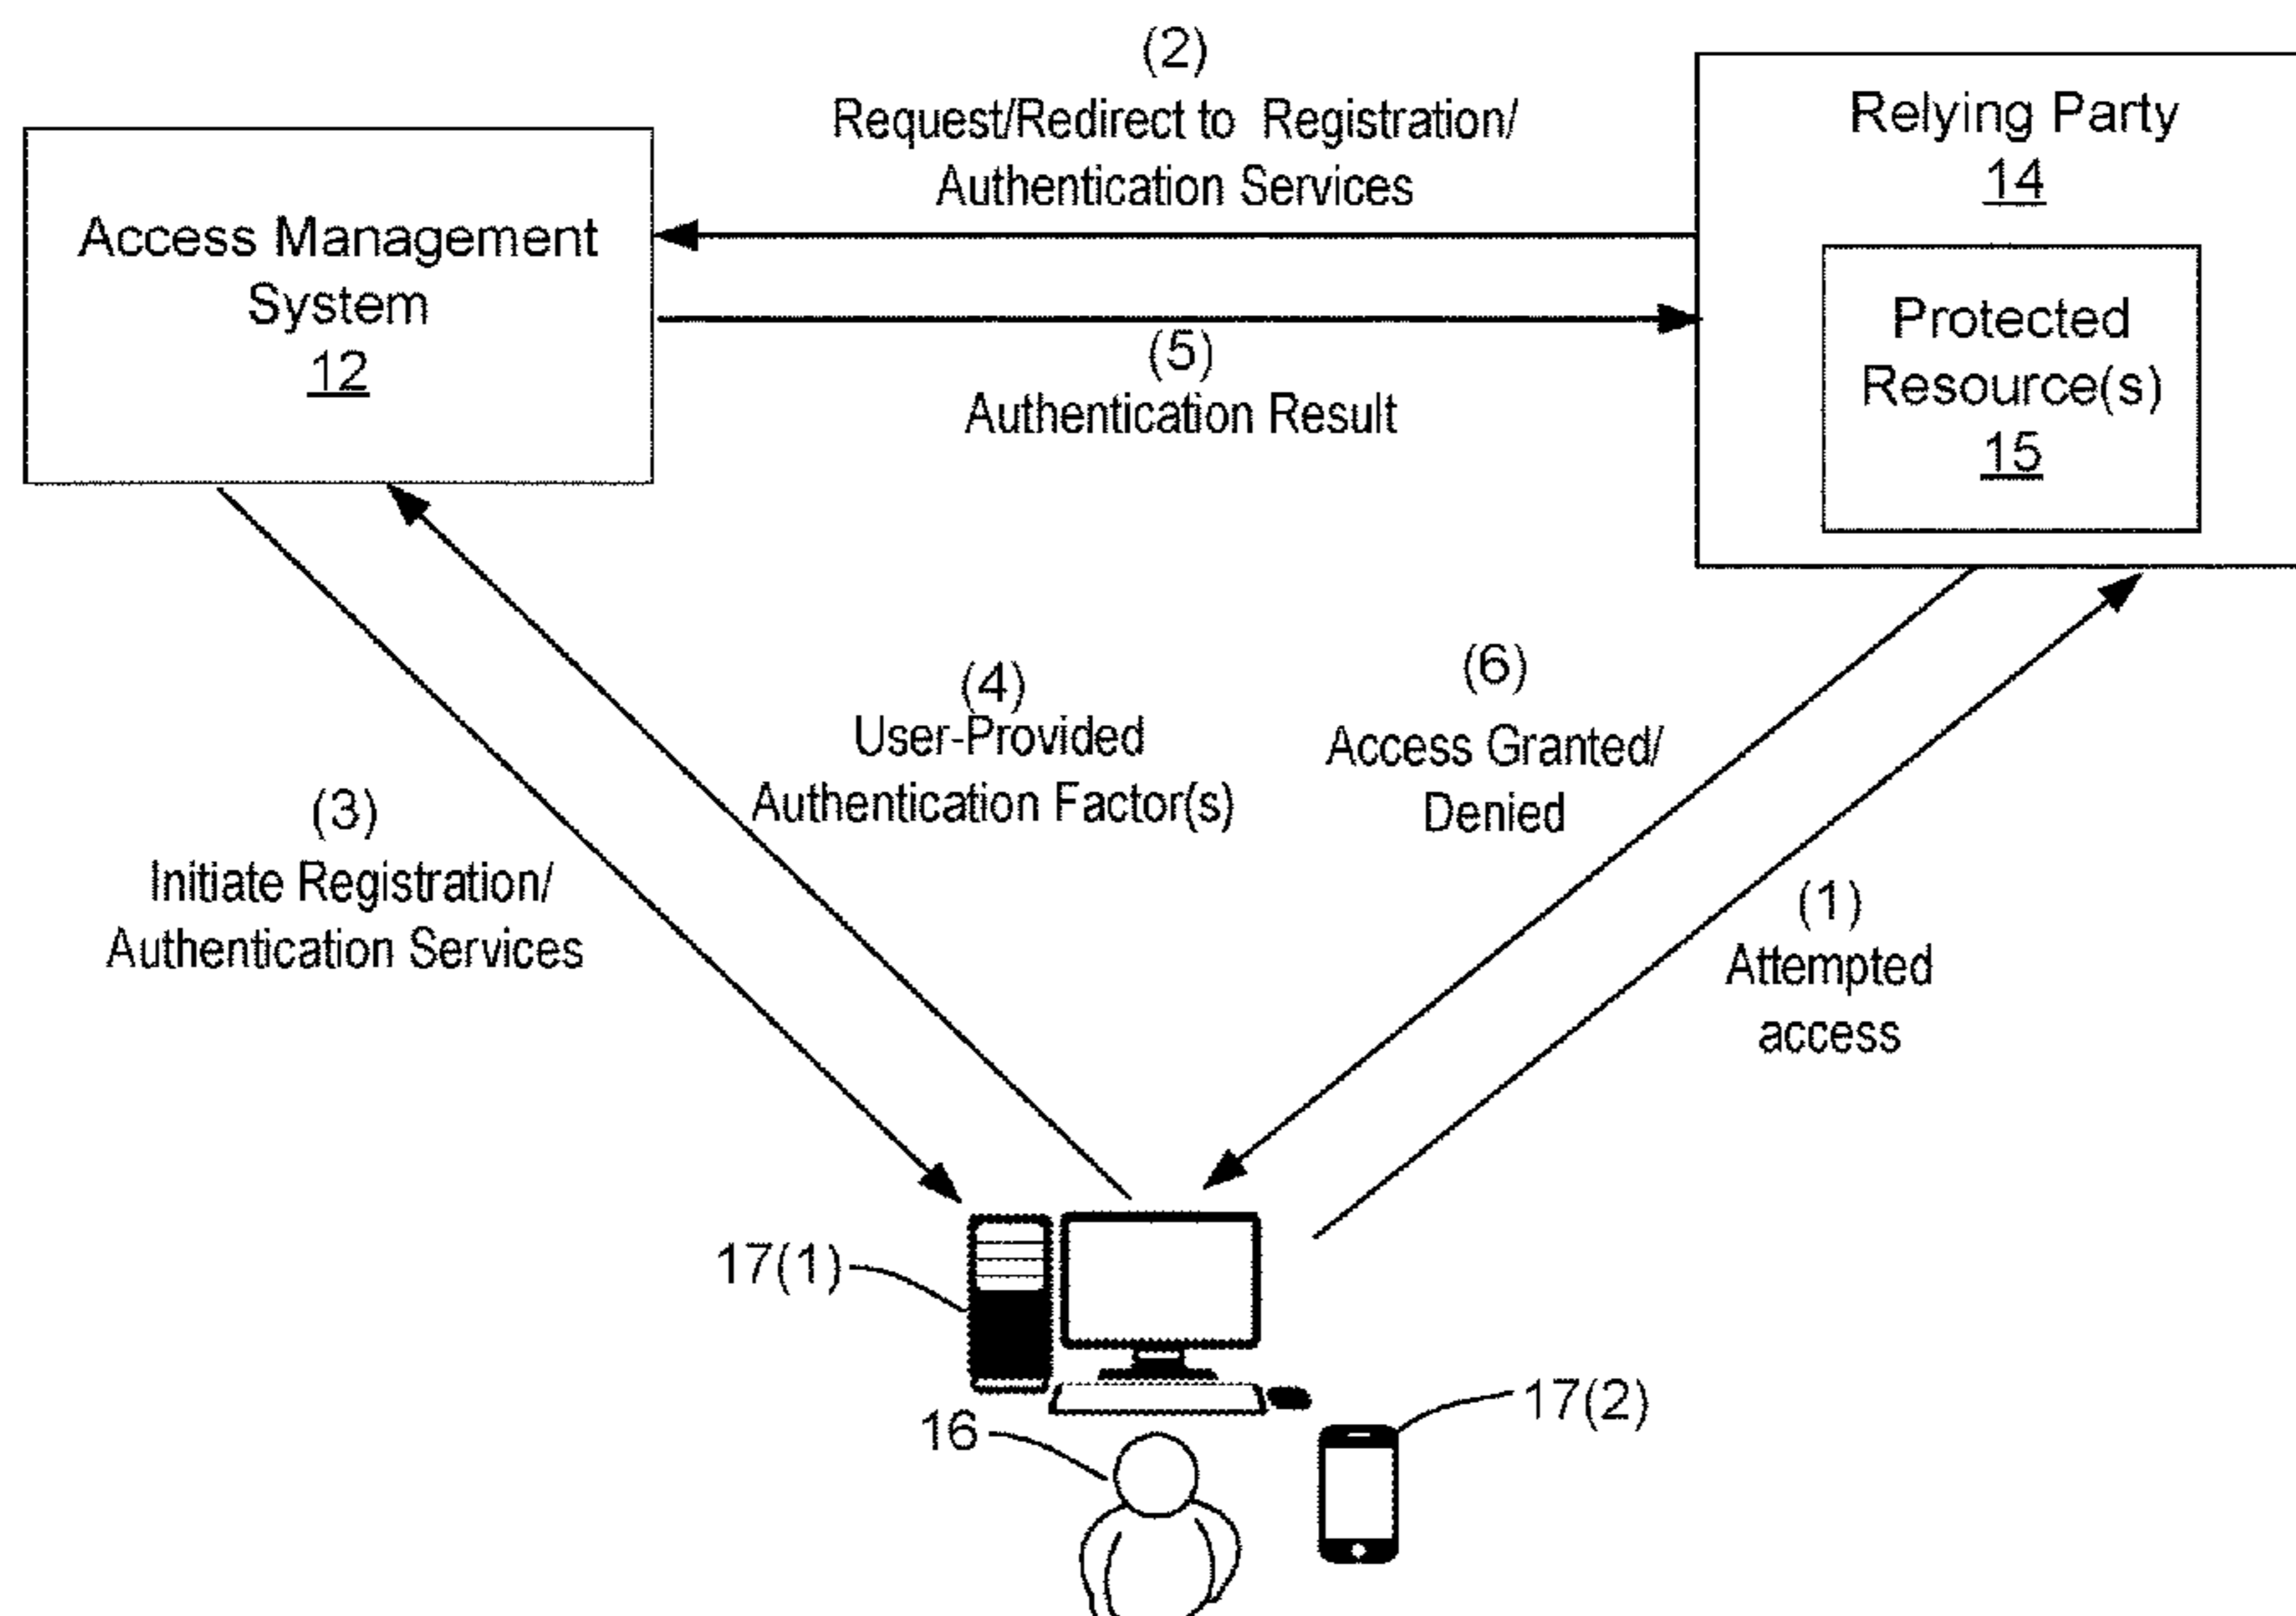 (2)
Request/Redirect to Registration/
Authentication Services
Relying Party
14
Access Management
System
12
Protected
Resource(s)
15
(5)
Authentication Result
(4)
User-Provided
Authentication Factor(s)
(6)
Access Granted/
Denied
(3)
Initiate Registration/
Authentication Services
(1)
Attempted
access
17(1)
17(2)
16